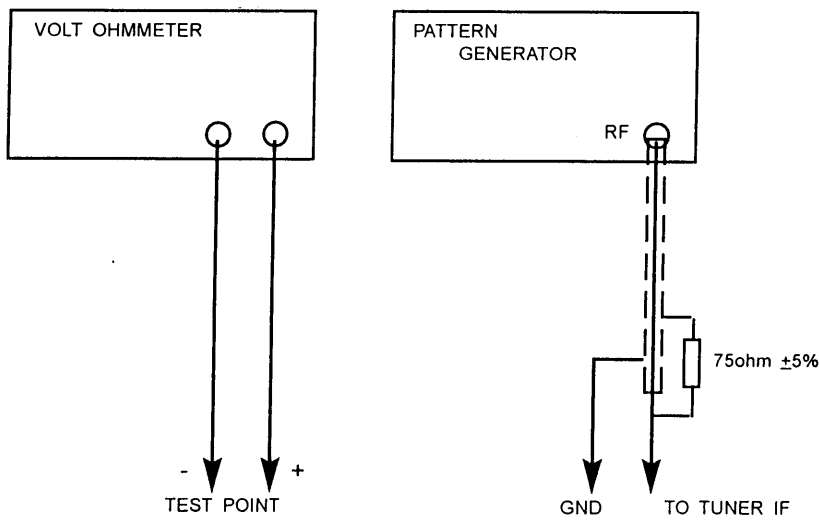 VOLT OHMMETER
PATTERN
GENERATOR
RF
75ohm ±5%
- +
TEST POINT
GND
TO TUNER IF